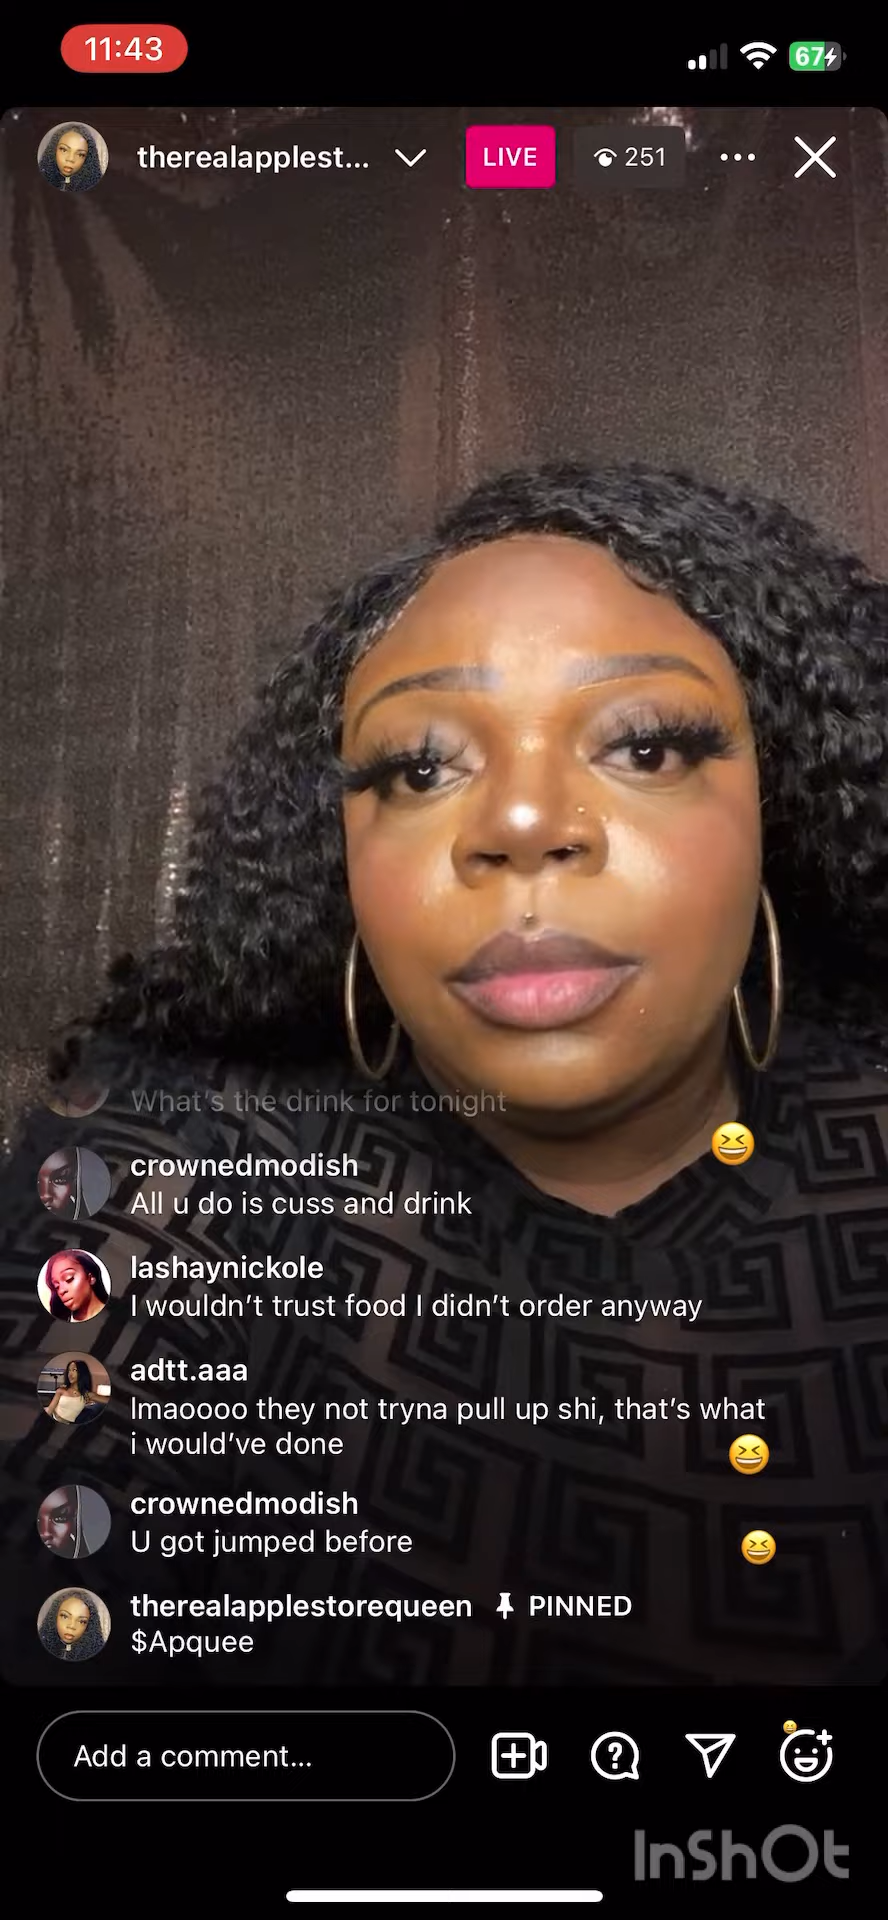 11:43
67
therealapplest...
LIVE
251
What's the drink for tonight
crownedmodish
All u do is cuss and drink
lashaynickole
I wouldn't trust food I didn't order anyway
adtt.aaa
lmaoooo they not tryna pull up shi, that's what
i would've done
crownedmodish
U got jumped before
therealapplestorequeen PINNED
$Apquee
Add a comment...
InShOt